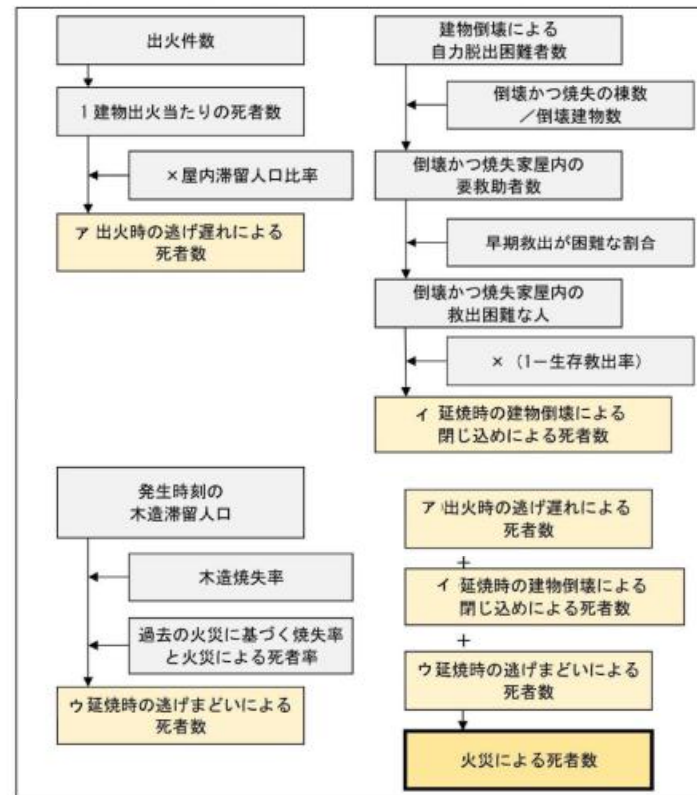 出火件数
1建物出火当たりの死者数
×屋内滞留人口比率
ア 出火時の逃げ遅れによる
死者数
建物倒壊による
自力脱出困難者数
倒壊かつ焼失の棟数
／倒壊建物数
倒壊かつ焼失家屋内の
要救助者数
早期救出が困難な割合
倒壊かつ焼失家屋内の
救出困難な人
×（1－生存救出率）
ィ 延焼時の建物倒壊による
閉じ込めによる死者数
発生時刻の
木造滞留人口
木造焼失率
過去の火災に基づく焼失率
と火災による死者率
ゥ延焼時の逃げまどいによる
死者数
ア出火時の逃げ遅れによる
死者数
＋
ィ 延焼時の建物倒壊による
閉じ込めによる死者数
＋
ゥ延焼時の逃げまどいによる
死者数
火災による死者数